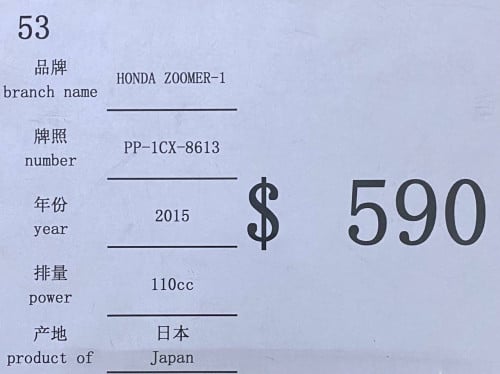 53
品牌 HONDA ZOOMER-1
branch name
牌照 PP-1CX-8613
number
年份 2015
year
$ 590
排量 110cc
power
产地 日本
product of Japan